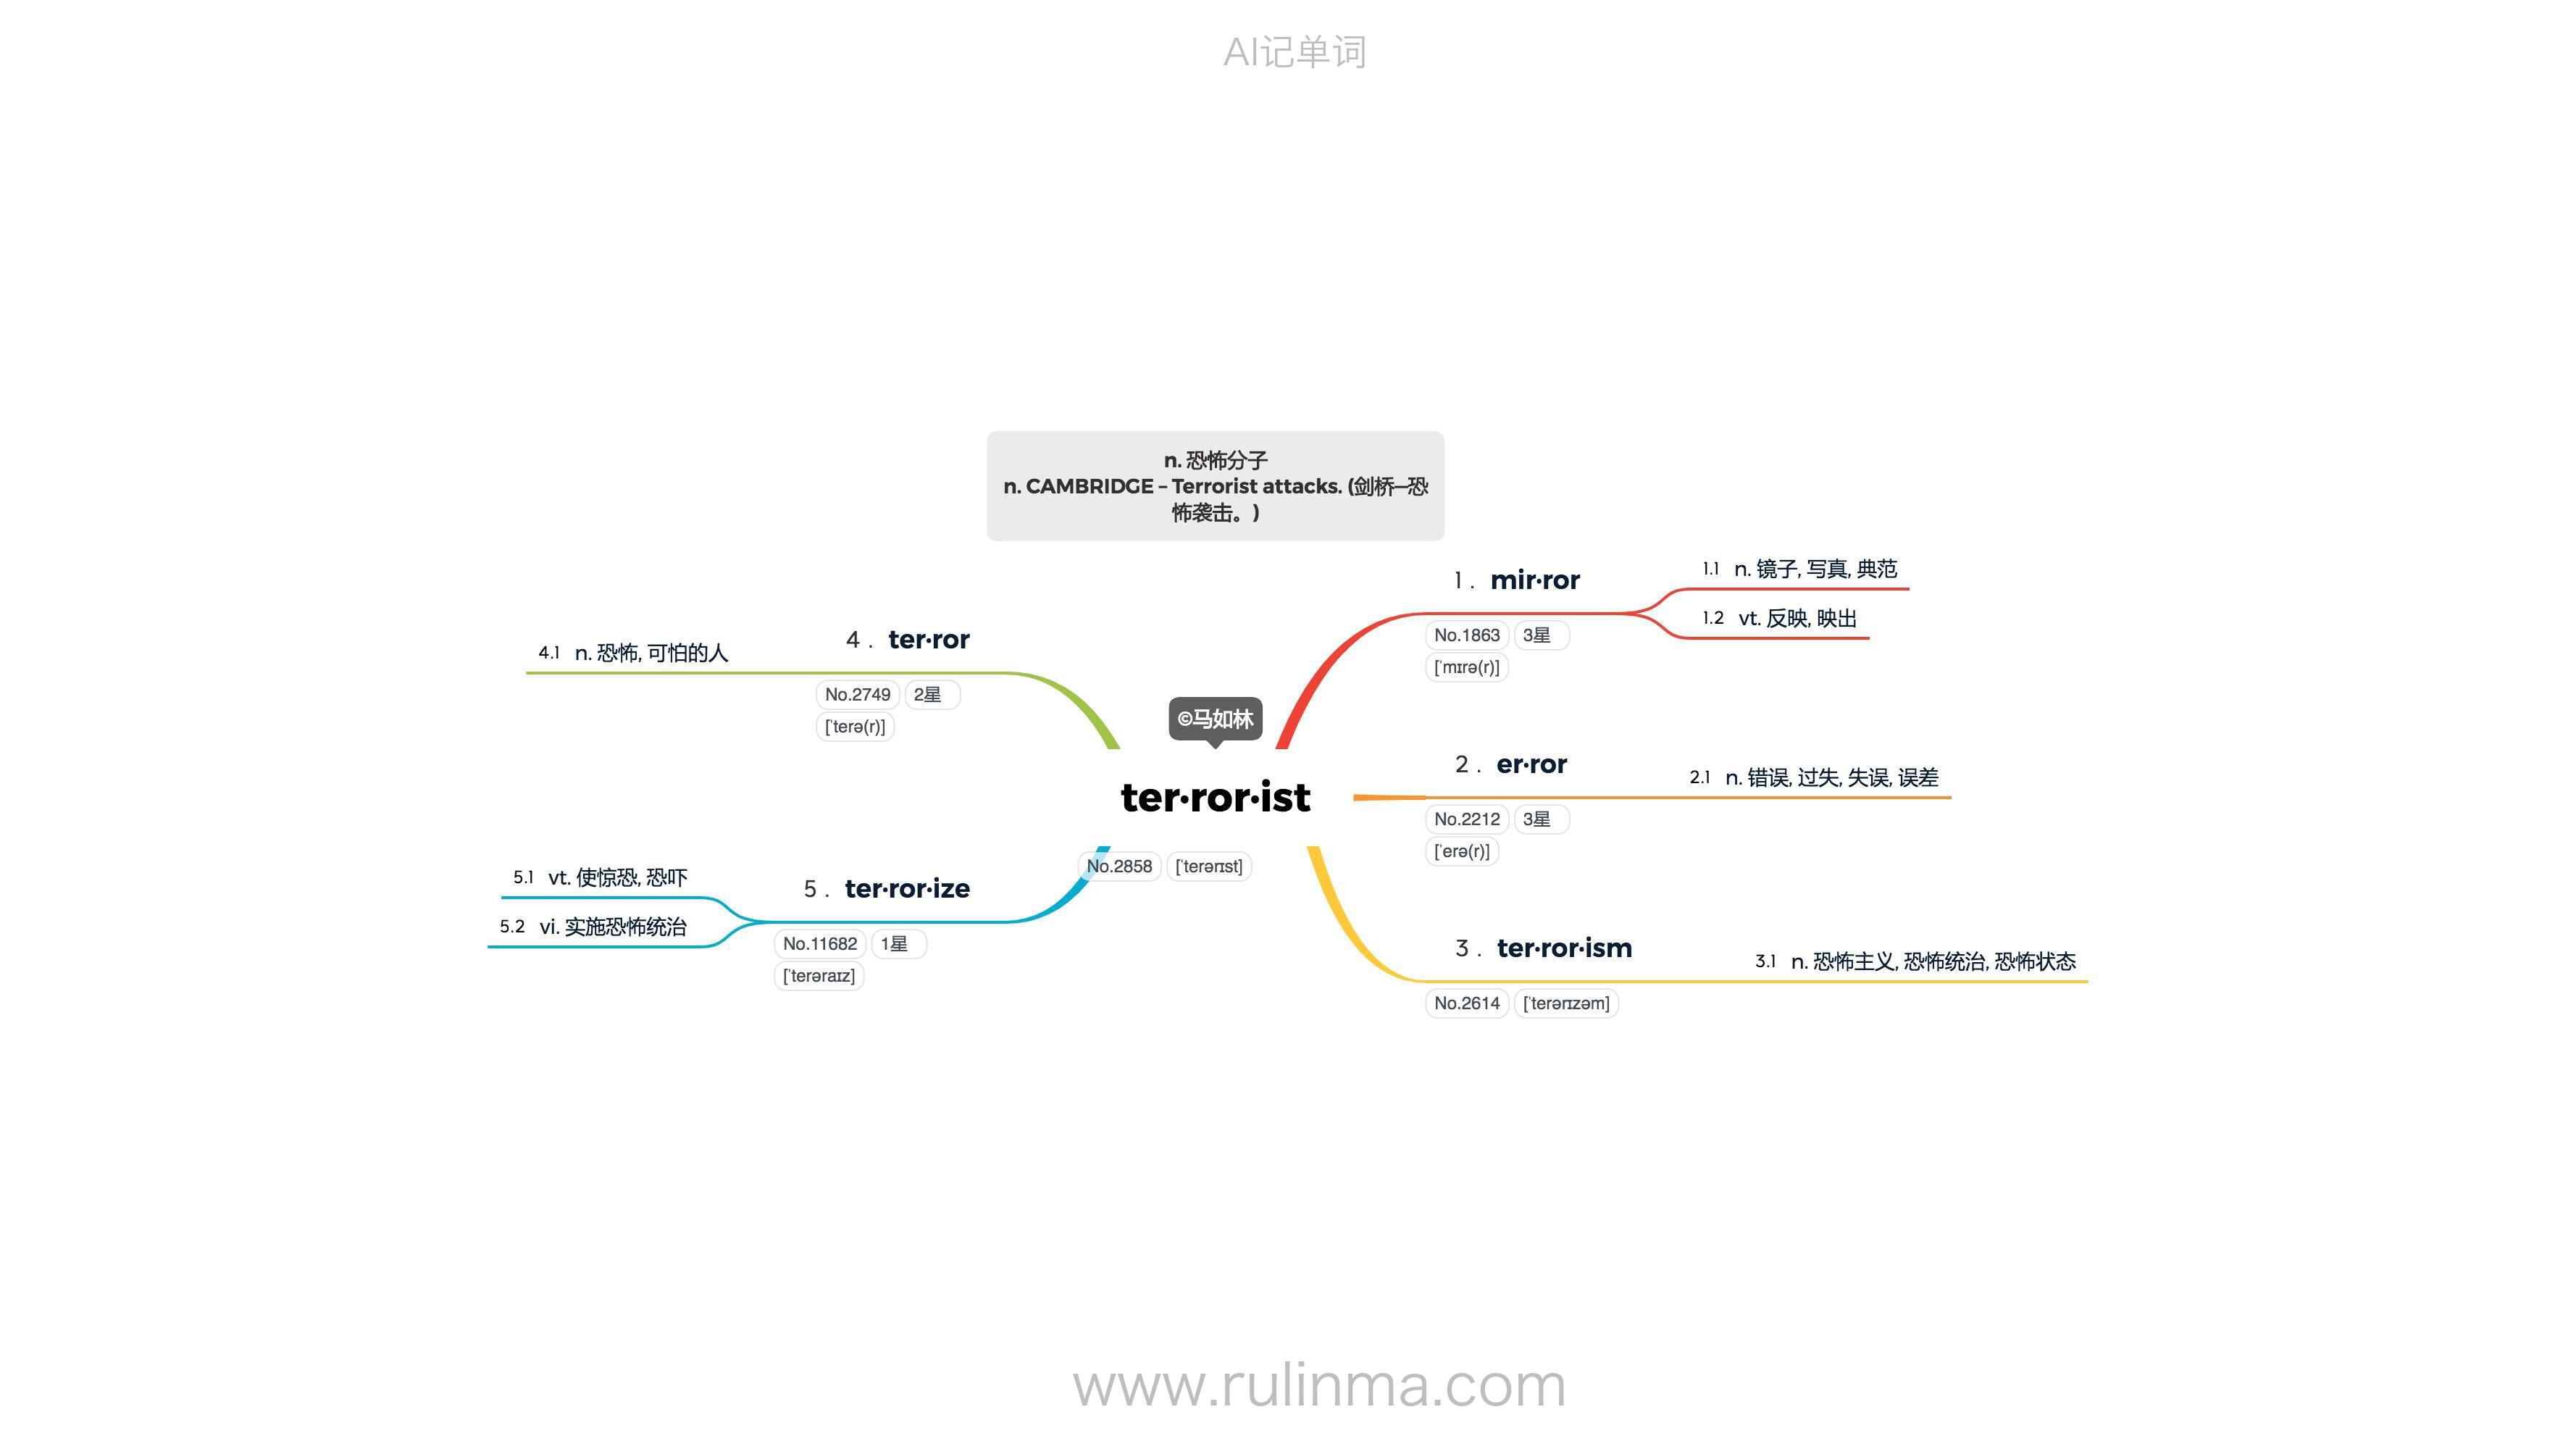 AI记单词
n. 恐怖分子
n. CAMBRIDGE – Terrorist attacks. (剑桥—恐
怖袭击。)
©马如林
ter·ror·ist
No.2858 [ˈterərɪst]
1. mir·ror
No.1863 3星
[ˈmɪrə(r)]
1.1 n. 镜子, 写真, 典范
1.2 vt. 反映, 映出
2. er·ror
No.2212 3星
[ˈerə(r)]
2.1 n. 错误, 过失, 失误, 误差
3. ter·ror·ism
No.2614 [ˈterərɪzəm]
3.1 n. 恐怖主义, 恐怖统治, 恐怖状态
4. ter·ror
No.2749 2星
[ˈterə(r)]
4.1 n. 恐怖, 可怕的人
5. ter·ror·ize
No.11682 1星
[ˈterəraɪz]
5.1 vt. 使惊恐, 恐吓
5.2 vi. 实施恐怖统治
www.rulinma.com